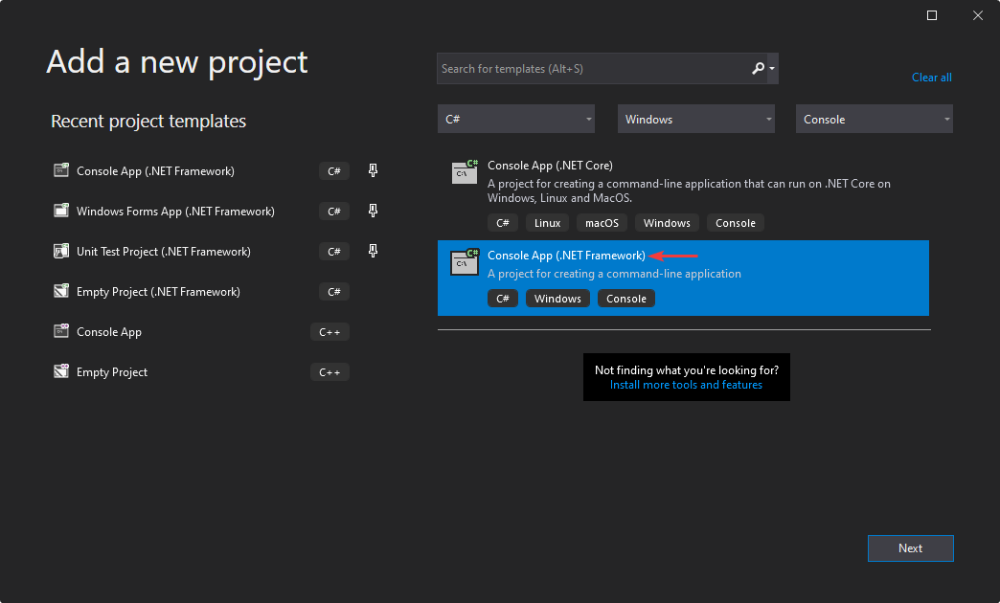 Add a new project
Search for templates (Alt+S)
Clear all
Recent project templates
C#
Windows
Console
Console App (.NET Framework)
C#
Windows Forms App (.NET Framework)
C#
Unit Test Project (.NET Framework)
C#
Empty Project (.NET Framework)
C#
Console App
C++
Empty Project
C++
C#
C:\
Console App (.NET Core)
A project for creating a command-line application that can run on .NET Core on
Windows, Linux and MacOS.
C#
Linux
macOS
Windows
Console
C#
C:\
Console App (.NET Framework)
A project for creating a command-line application
C#
Windows
Console
Not finding what you're looking for?
Install more tools and features
Next